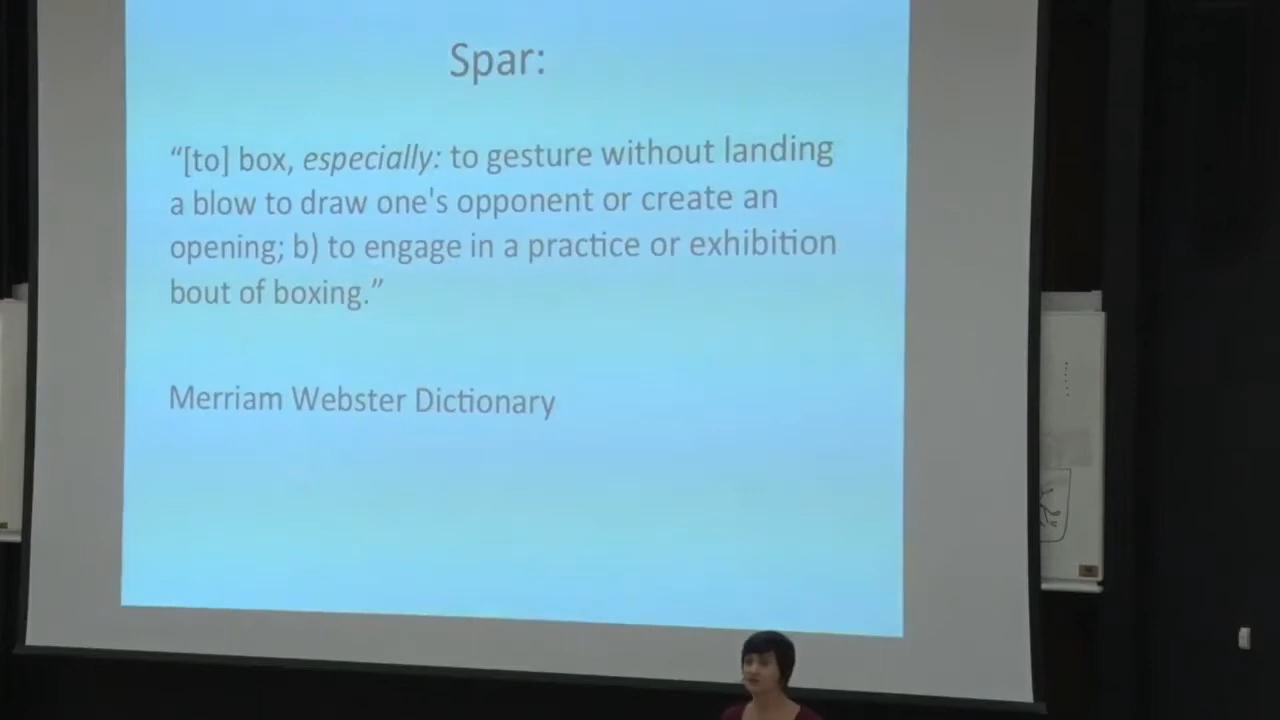 Spar:
“[to] box, especially: to gesture without landing
a blow to draw one's opponent or create an
opening; b) to engage in a practice or exhibition
bout of boxing.”
Merriam Webster Dictionary